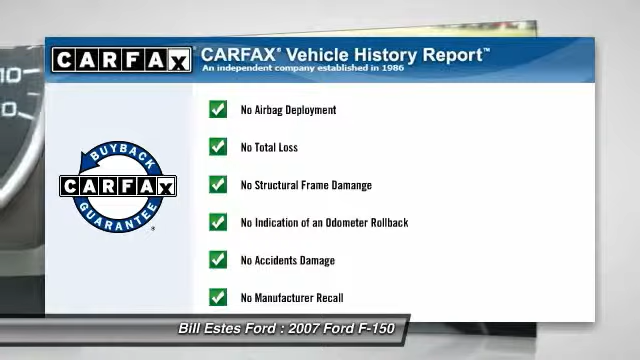 CARFAX
CARFAX® Vehicle History Report™
An independent company established in 1986
10
0
No Airbag Deployment
No Total Loss
No Structural Frame Damange
No Indication of an Odometer Rollback
No Accidents Damage
No Manufacturer Recall
BUYBACK
CARFAX
GUARANTEE
*
Bill Estes Ford : 2007 Ford F-150